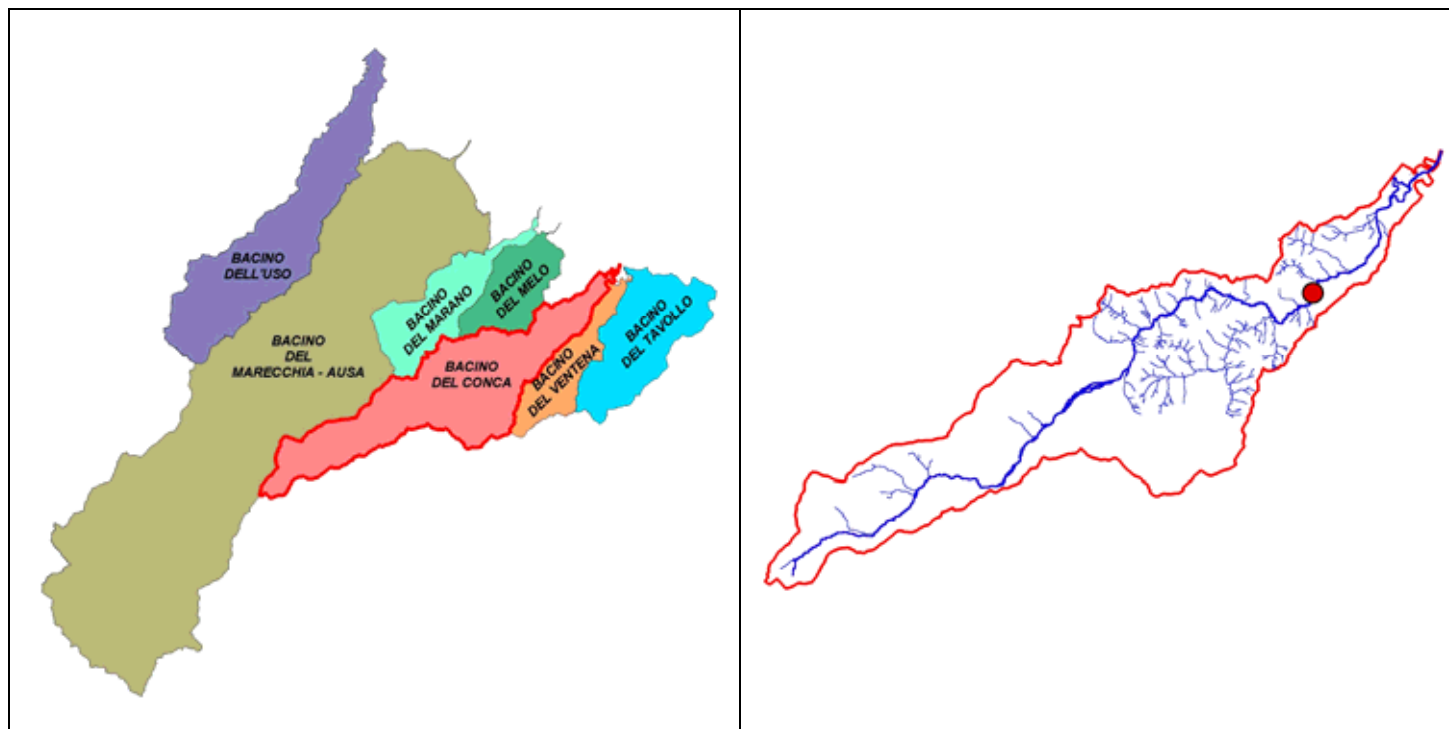 BACINO
DELL'USO
BACINO
DEL
MARECCHIA - AUSA
BACINO
DEL MARANO
BACINO
DEL MELO
BACINO
DEL CONCA
BACINO
DEL VENTENA
BACINO
DEL TAVOLLO